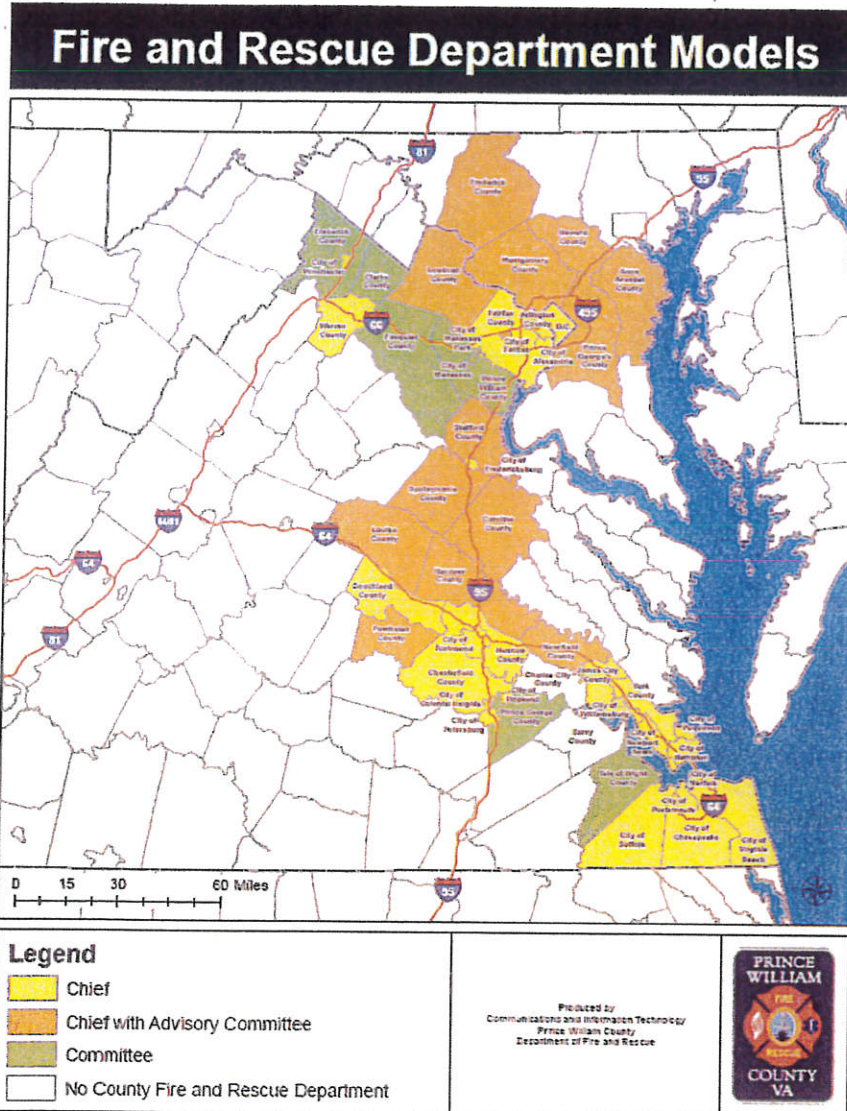 Fire and Rescue Department Models
81
95
Frederick
County
Howard
County
Frederick
County
Montgomery
County
City of
Winchester
Clarke
County
Loudoun
County
Anne
Arundel
County
Fairfax
County
Arlington
County
D.C.
495
Warren
County
66
City of
Manassas
Park
City of
Fairfax
City of
Alexandria
Prince
George's
County
Fauquier
County
City of
Manassas
Prince
William
County
Stafford
County
City of
Fredericksburg
Spotsylvania
County
Caroline
County
64/81
64
Louisa
County
64
Hanover
County
Goochland
County
95
81
Powhatan
County
City of
Richmond
Henrico
County
New Kent
County
Chesterfield
County
Charles City
County
James City
County
York
County
City of
Colonial Heights
City of
Hopewell
Prince George
County
City of
Williamsburg
City of
Petersburg
Surry
County
City of
Poquoson
City of
Newport
News
City of
Hampton
Isle of Wight
County
City of
Norfolk
City of
Portsmouth
64
City of
Suffolk
City of
Chesapeake
City of
Virginia
Beach
95
0 15 30 60 Miles
Legend
Chief
Chief with Advisory Committee
Committee
No County Fire and Rescue Department
Produced by
Communications and Information Technology
Prince William County
Department of Fire and Rescue
PRINCE
WILLIAM
FIRE
RESCUE
COUNTY
VA